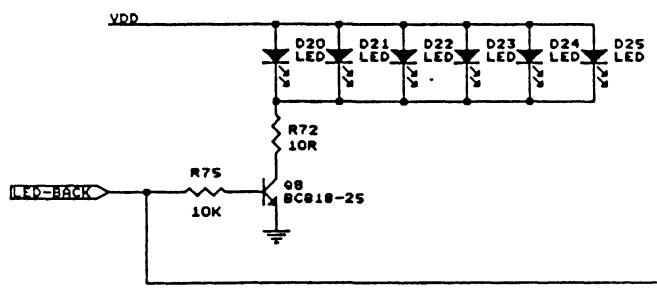 VDD
D20 D21 D22 D23 D24 D25
LED LED LED LED LED LED
R72
10R
R75
10K
LED-BACK
Q8
BC818-25